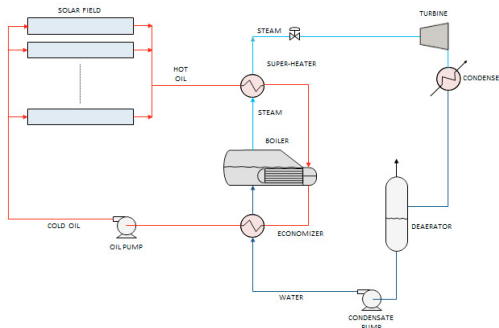 SOLAR FIELD
TURBINE
STEAM
HOT
OIL
SUPER-HEATER
CONDENSE
STEAM
BOILER
COLD OIL
OIL PUMP
ECONOMIZER
DEAERATOR
WATER
CONDENSATE
PUMP